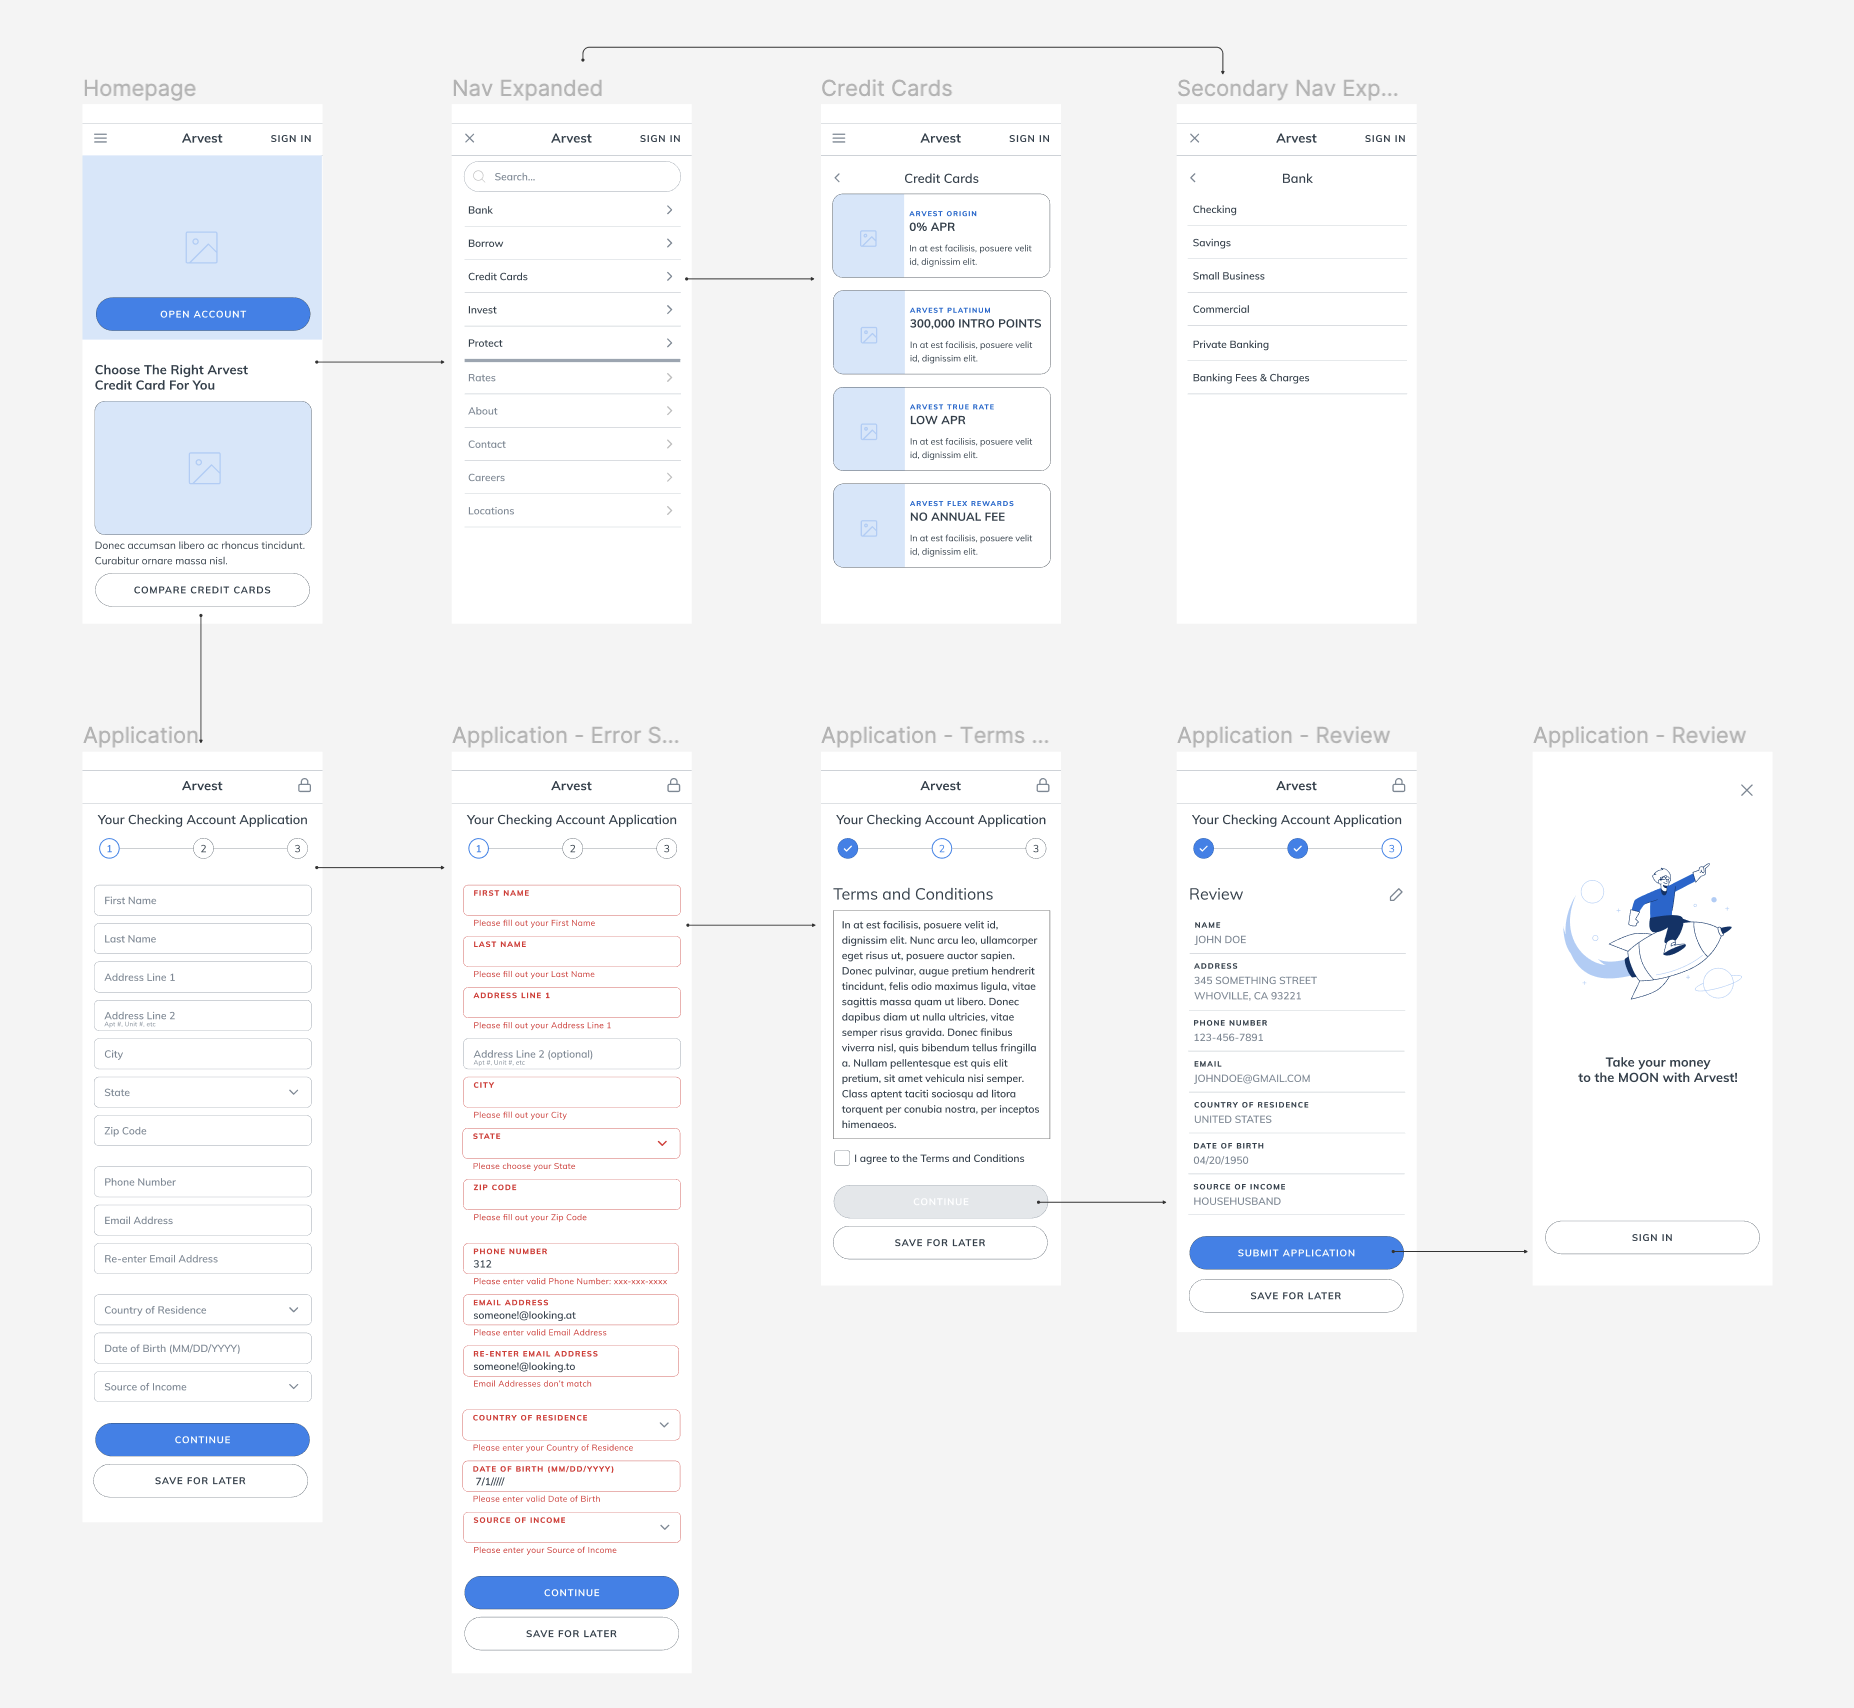 Homepage
Arvest
SIGN IN
OPEN ACCOUNT
Choose The Right Arvest
Credit Card For You
Donec accumsan libero ac rhoncus tincidunt.
Curabitur ornare massa nisl.
COMPARE CREDIT CARDS
Nav Expanded
Arvest
SIGN IN
Search...
Bank
Borrow
Credit Cards
Invest
Protect
Rates
About
Contact
Careers
Locations
Credit Cards
Arvest
SIGN IN
Credit Cards
ARVEST ORIGIN
0% APR
In at est facilisis, posuere velit
id, dignissim elit.
ARVEST PLATINUM
300,000 INTRO POINTS
In at est facilisis, posuere velit
id, dignissim elit.
ARVEST TRUE RATE
LOW APR
In at est facilisis, posuere velit
id, dignissim elit.
ARVEST FLEX REWARDS
NO ANNUAL FEE
In at est facilisis, posuere velit
id, dignissim elit.
Secondary Nav Exp...
Arvest
SIGN IN
Bank
Checking
Savings
Small Business
Commercial
Private Banking
Banking Fees & Charges
Application
Arvest
Your Checking Account Application
1 2 3
First Name
Last Name
Address Line 1
Address Line 2
Apt #, Unit #, etc
City
State
Zip Code
Phone Number
Email Address
Re-enter Email Address
Country of Residence
Date of Birth (MM/DD/YYYY)
Source of Income
CONTINUE
SAVE FOR LATER
Application - Error S...
Arvest
Your Checking Account Application
1 2 3
FIRST NAME
Please fill out your First Name
LAST NAME
Please fill out your Last Name
ADDRESS LINE 1
Please fill out your Address Line 1
Address Line 2 (optional)
Apt #, Unit #, etc
CITY
Please fill out your City
STATE
Please choose your State
ZIP CODE
Please fill out your Zip Code
PHONE NUMBER
312
Please enter valid Phone Number: xxx-xxx-xxxx
EMAIL ADDRESS
someone!@looking.at
Please enter valid Email Address
RE-ENTER EMAIL ADDRESS
someone!@looking.to
Email Addresses don't match
COUNTRY OF RESIDENCE
Please enter your Country of Residence
DATE OF BIRTH (MM/DD/YYYY)
7/1/////
Please enter valid Date of Birth
SOURCE OF INCOME
Please enter your Source of Income
CONTINUE
SAVE FOR LATER
Application - Terms ...
Arvest
Your Checking Account Application
2 3
Terms and Conditions
In at est facilisis, posuere velit id,
dignissim elit. Nunc arcu leo, ullamcorper
eget risus ut, posuere auctor sapien.
Donec pulvinar, augue pretium hendrerit
tincidunt, felis odio maximus ligula, vitae
sagittis massa quam ut libero. Donec
dapibus diam ut nulla ultricies, vitae
semper risus gravida. Donec finibus
viverra nisl, quis bibendum tellus fringilla
a. Nullam pellentesque est quis elit
pretium, sit amet vehicula nisi semper.
Class aptent taciti sociosqu ad litora
torquent per conubia nostra, per inceptos
himenaeos.
I agree to the Terms and Conditions
CONTINUE
SAVE FOR LATER
Application - Review
Arvest
Your Checking Account Application
3
Review
NAME
JOHN DOE
ADDRESS
345 SOMETHING STREET
WHOVILLE, CA 93221
PHONE NUMBER
123-456-7891
EMAIL
JOHNDOE@GMAIL.COM
COUNTRY OF RESIDENCE
UNITED STATES
DATE OF BIRTH
04/20/1950
SOURCE OF INCOME
HOUSEHUSBAND
SUBMIT APPLICATION
SAVE FOR LATER
Application - Review
Take your money
to the MOON with Arvest!
SIGN IN